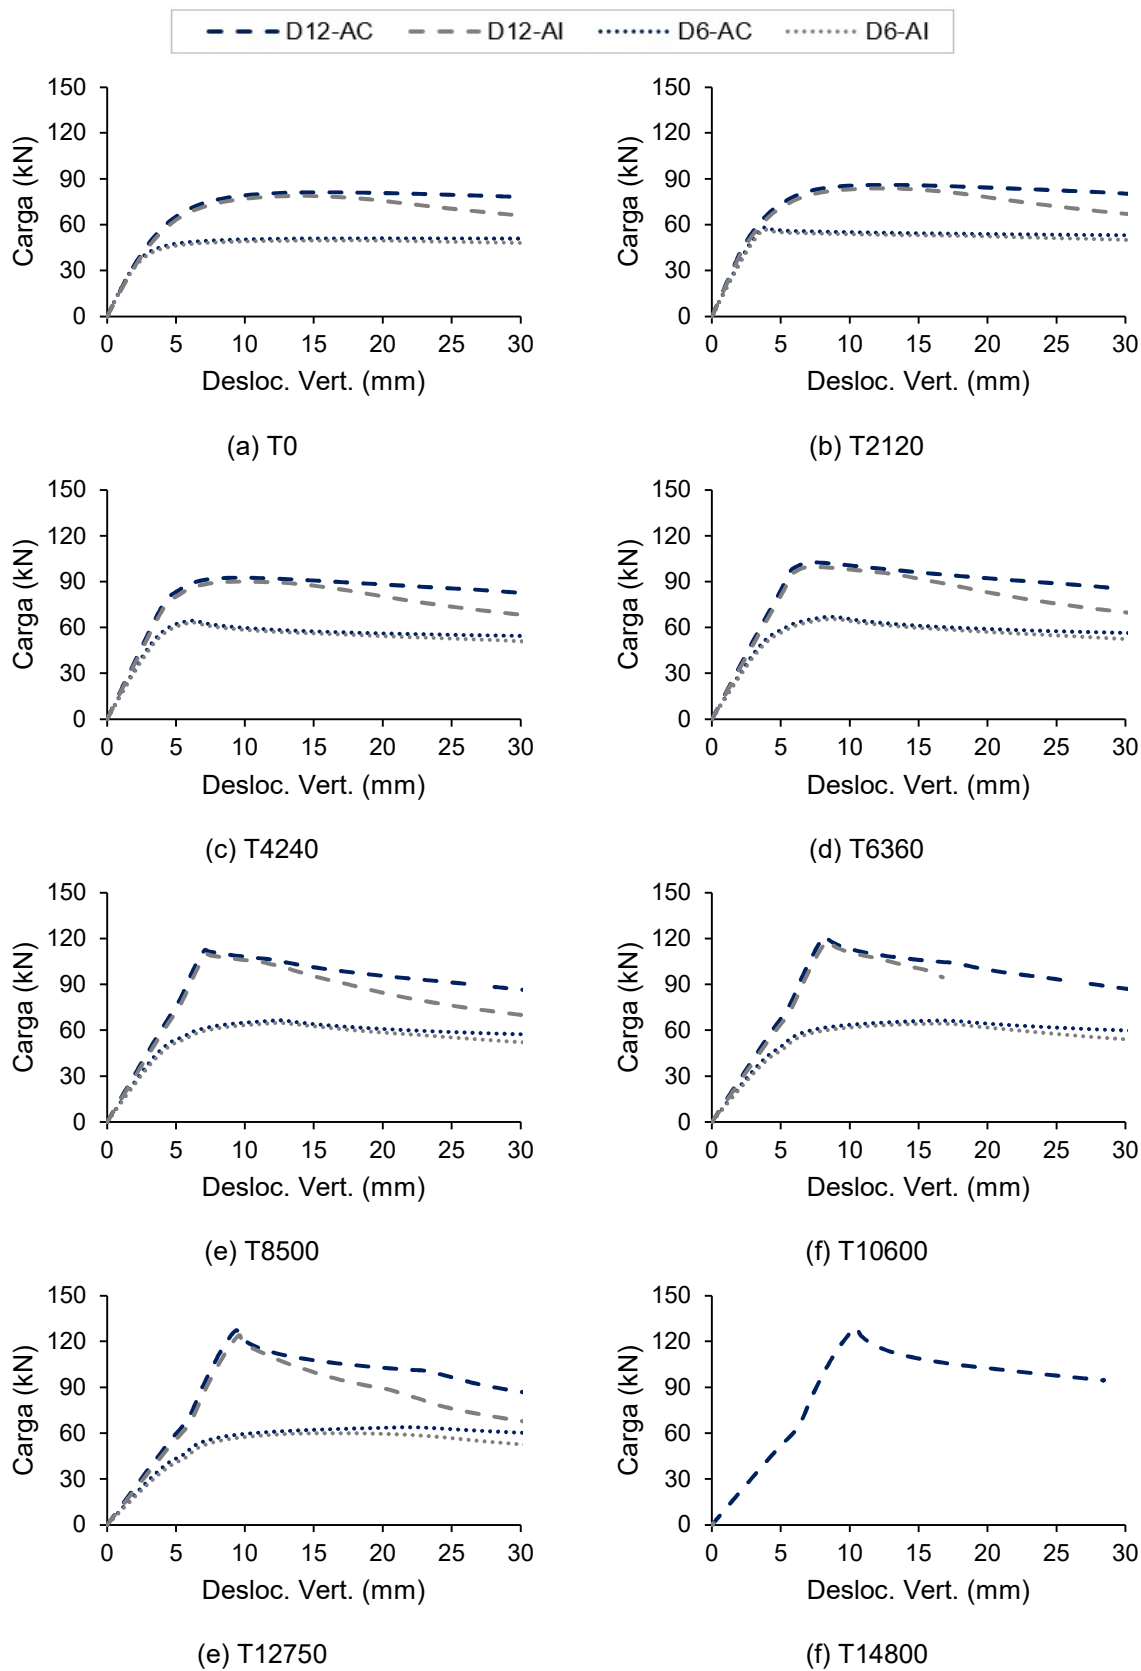 D12-AC D12-AI D6-AC D6-AI
150
120
90
60
30
0
Carga (kN)
0 5 10 15 20 25 30
Desloc. Vert. (mm)
(a) T0
150
120
90
60
30
0
Carga (kN)
0 5 10 15 20 25 30
Desloc. Vert. (mm)
(b) T2120
150
120
90
60
30
0
Carga (kN)
0 5 10 15 20 25 30
Desloc. Vert. (mm)
(c) T4240
150
120
90
60
30
0
Carga (kN)
0 5 10 15 20 25 30
Desloc. Vert. (mm)
(d) T6360
150
120
90
60
30
0
Carga (kN)
0 5 10 15 20 25 30
Desloc. Vert. (mm)
(e) T8500
150
120
90
60
30
0
Carga (kN)
0 5 10 15 20 25 30
Desloc. Vert. (mm)
(f) T10600
150
120
90
60
30
0
Carga (kN)
0 5 10 15 20 25 30
Desloc. Vert. (mm)
(e) T12750
150
120
90
60
30
0
Carga (kN)
0 5 10 15 20 25 30
Desloc. Vert. (mm)
(f) T14800